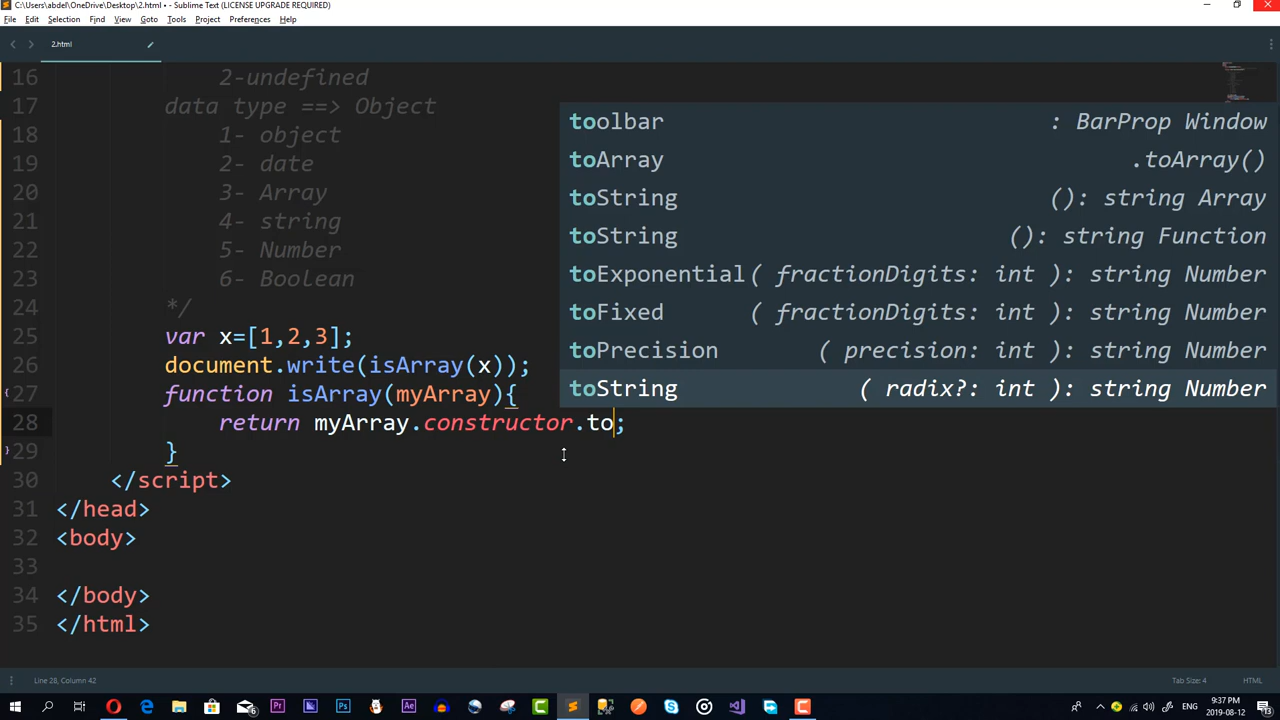 C:\Users\abdel\OneDrive\Desktop\2.html • - Sublime Text (LICENSE UPGRADE REQUIRED)
File Edit Selection Find View Goto Tools Project Preferences Help
2.html
16 2-undefined
17 data type ==> Object
18 1- object
19 2- date
20 3- Array
21 4- string
22 5- Number
23 6- Boolean
24 */
25 var x=[1,2,3];
26 document.write(isArray(x));
27 function isArray(myArray){
28 return myArray.constructor.to;
29 }
30 </script>
31 </head>
32 <body>
33
34 </body>
35 </html>
toolbar : BarProp Window
toArray .toArray()
toString (): string Array
toString (): string Function
toExponential ( fractionDigits: int ): string Number
toFixed ( fractionDigits: int ): string Number
toPrecision ( precision: int ): string Number
toString ( radix?: int ): string Number
Line 28, Column 42 Tab Size: 4 HTML
Pr Ps Ae
9:37 PM
2019-08-12